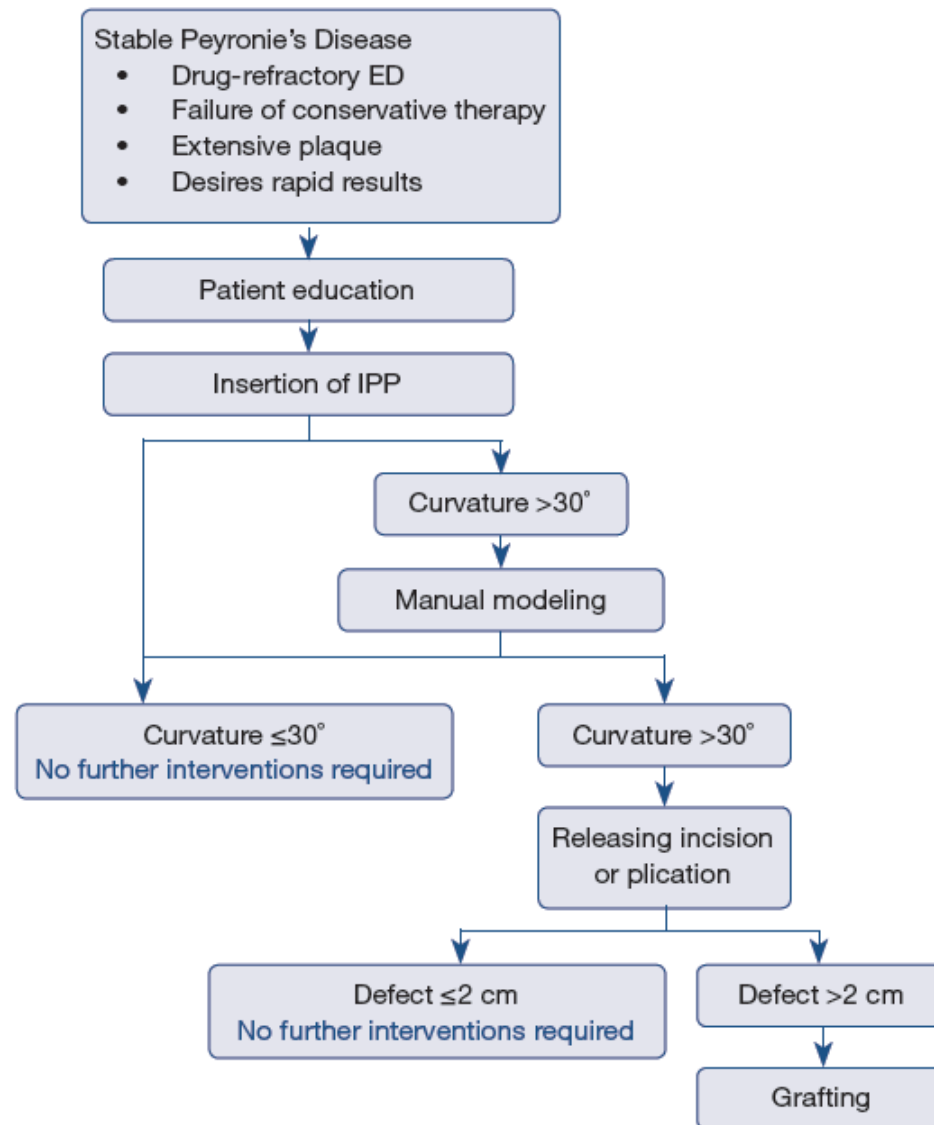 Stable Peyronie's Disease
• Drug-refractory ED
• Failure of conservative therapy
• Extensive plaque
• Desires rapid results
Patient education
Insertion of IPP
Curvature >30˚
Manual modeling
Curvature ≤30˚
No further interventions required
Curvature >30˚
Releasing incision
or plication
Defect ≤2 cm
No further interventions required
Defect >2 cm
Grafting